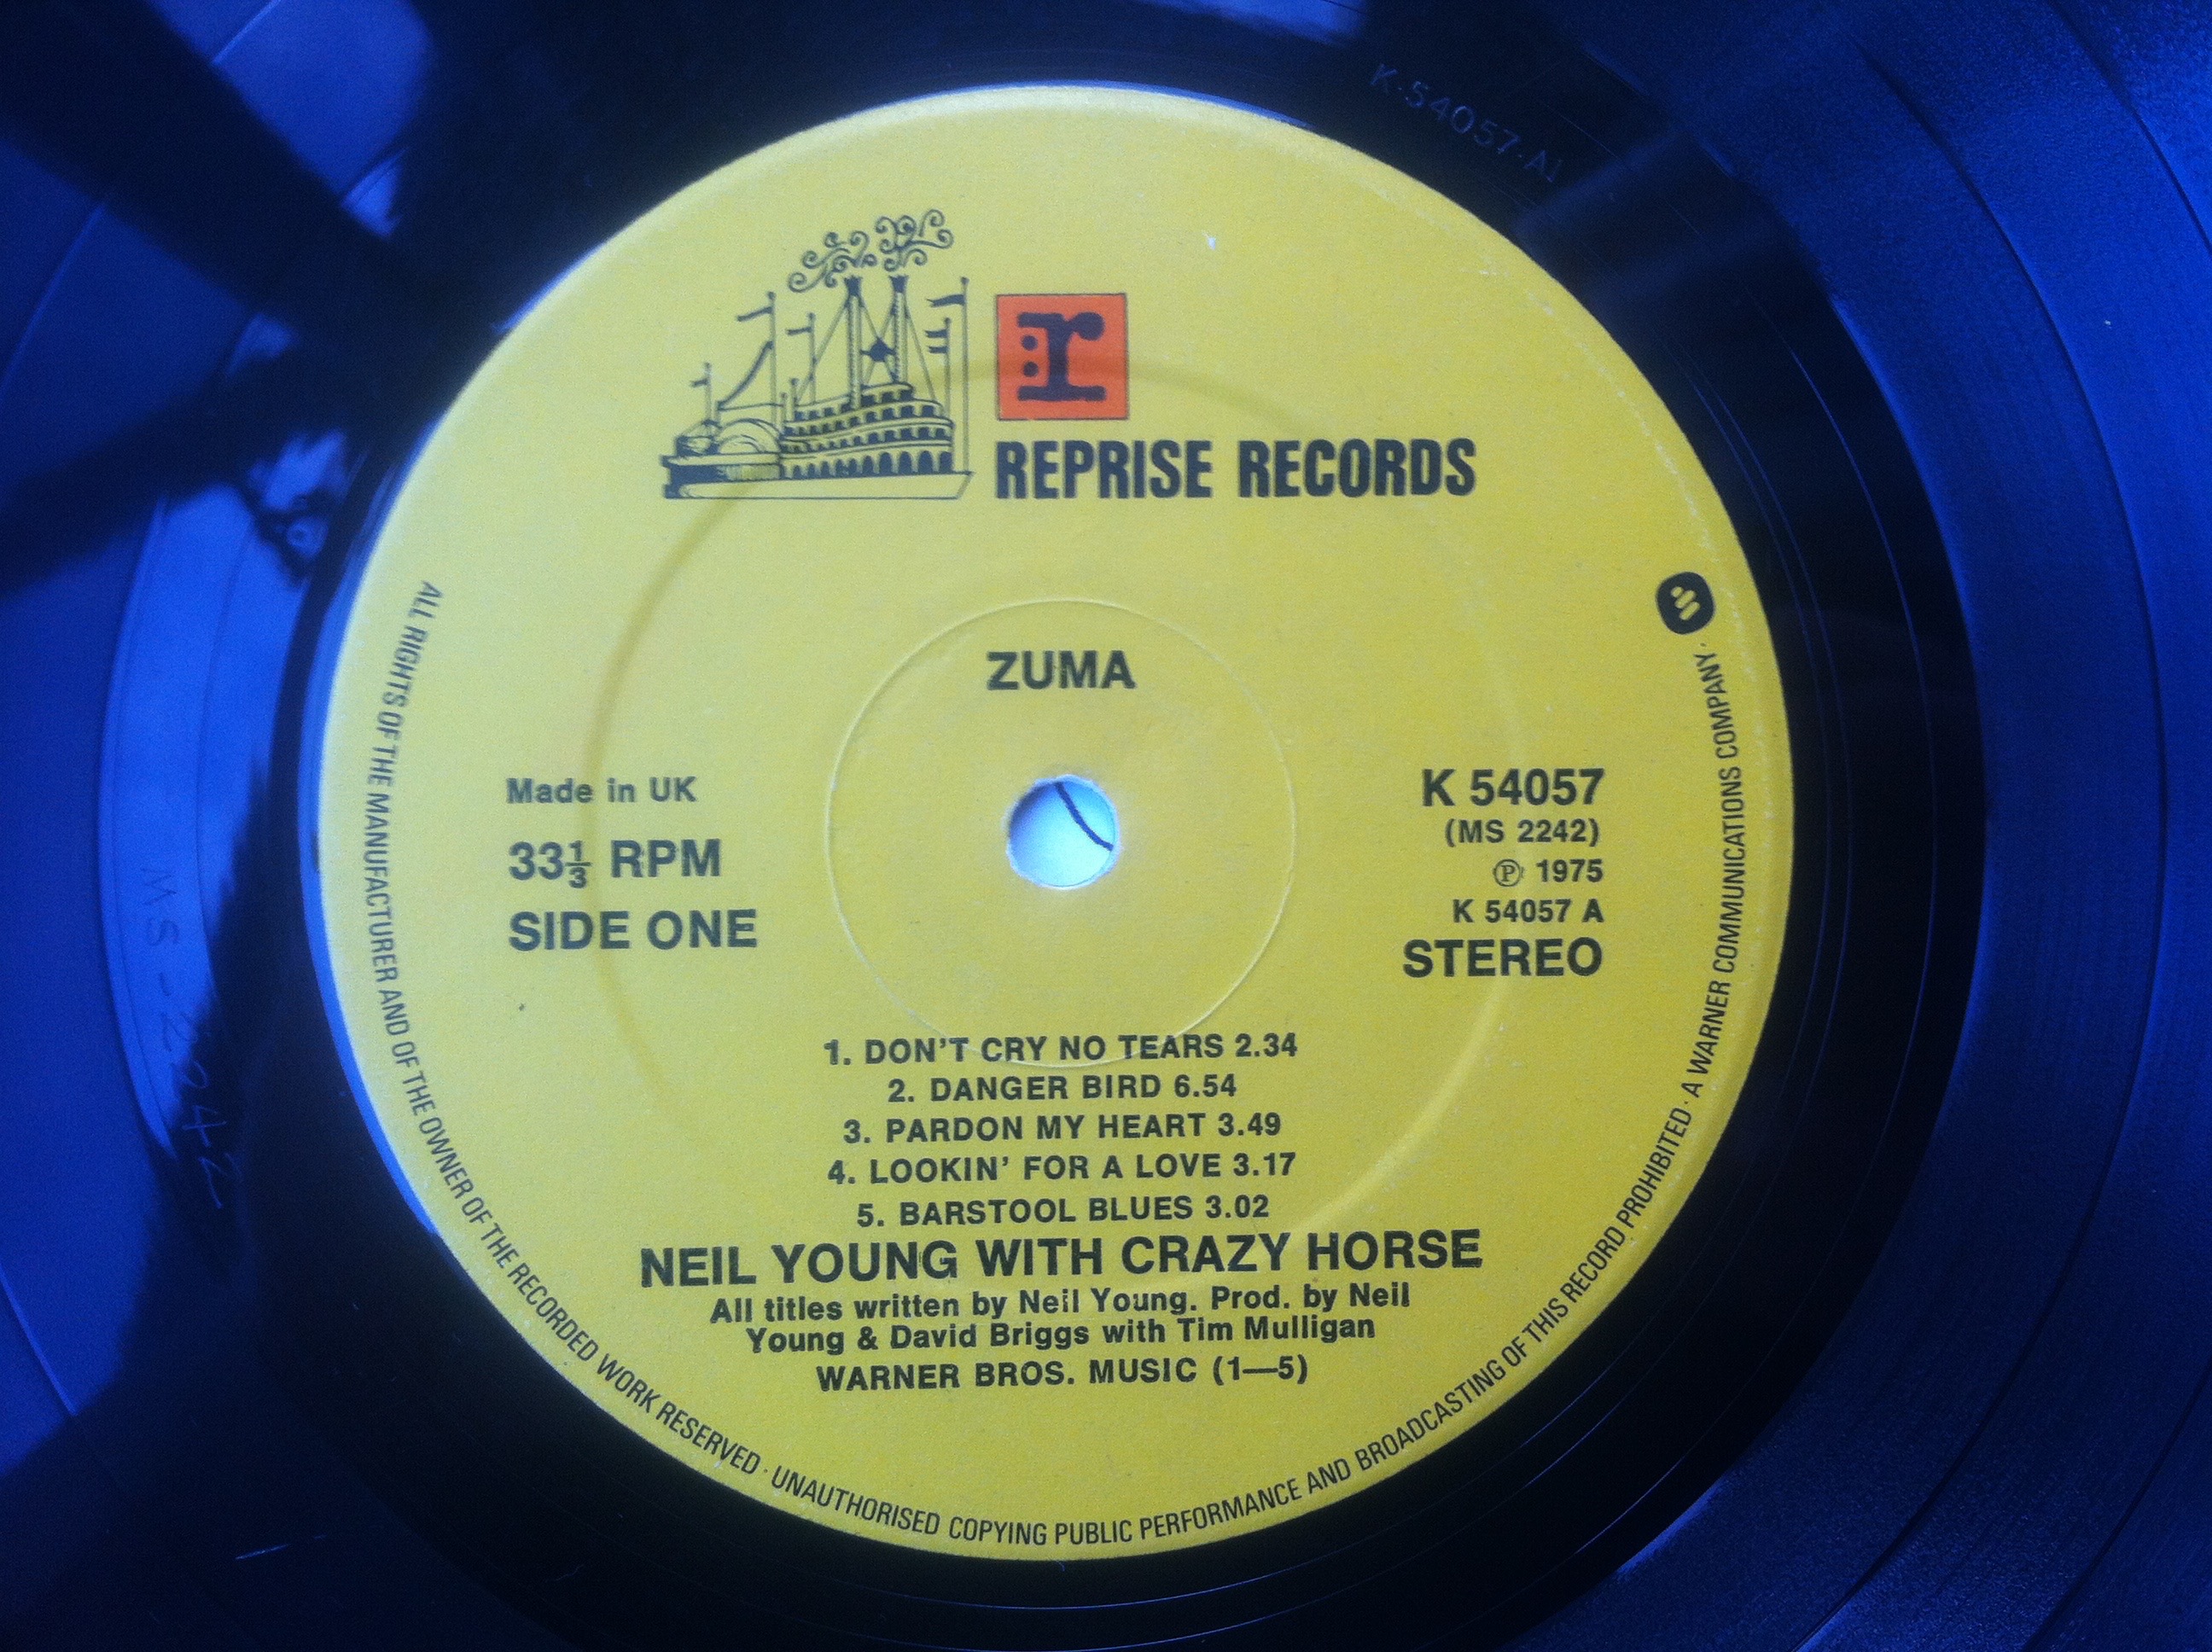 K·54057·A1
r
REPRISE RECORDS
ZUMA
Made in UK
33⅓ RPM
SIDE ONE
K 54057
(MS 2242)
Ⓟ 1975
K 54057 A
STEREO
1. DON'T CRY NO TEARS 2.34
2. DANGER BIRD 6.54
3. PARDON MY HEART 3.49
4. LOOKIN' FOR A LOVE 3.17
5. BARSTOOL BLUES 3.02
NEIL YOUNG WITH CRAZY HORSE
All titles written by Neil Young. Prod. by Neil
Young & David Briggs with Tim Mulligan
WARNER BROS. MUSIC (1—5)
ALL RIGHTS OF THE MANUFACTURER AND OF THE OWNER OF THE RECORDED WORK RESERVED · UNAUTHORISED COPYING PUBLIC PERFORMANCE AND BROADCASTING OF THIS RECORD PROHIBITED · A WARNER COMMUNICATIONS COMPANY ·
MS-2242